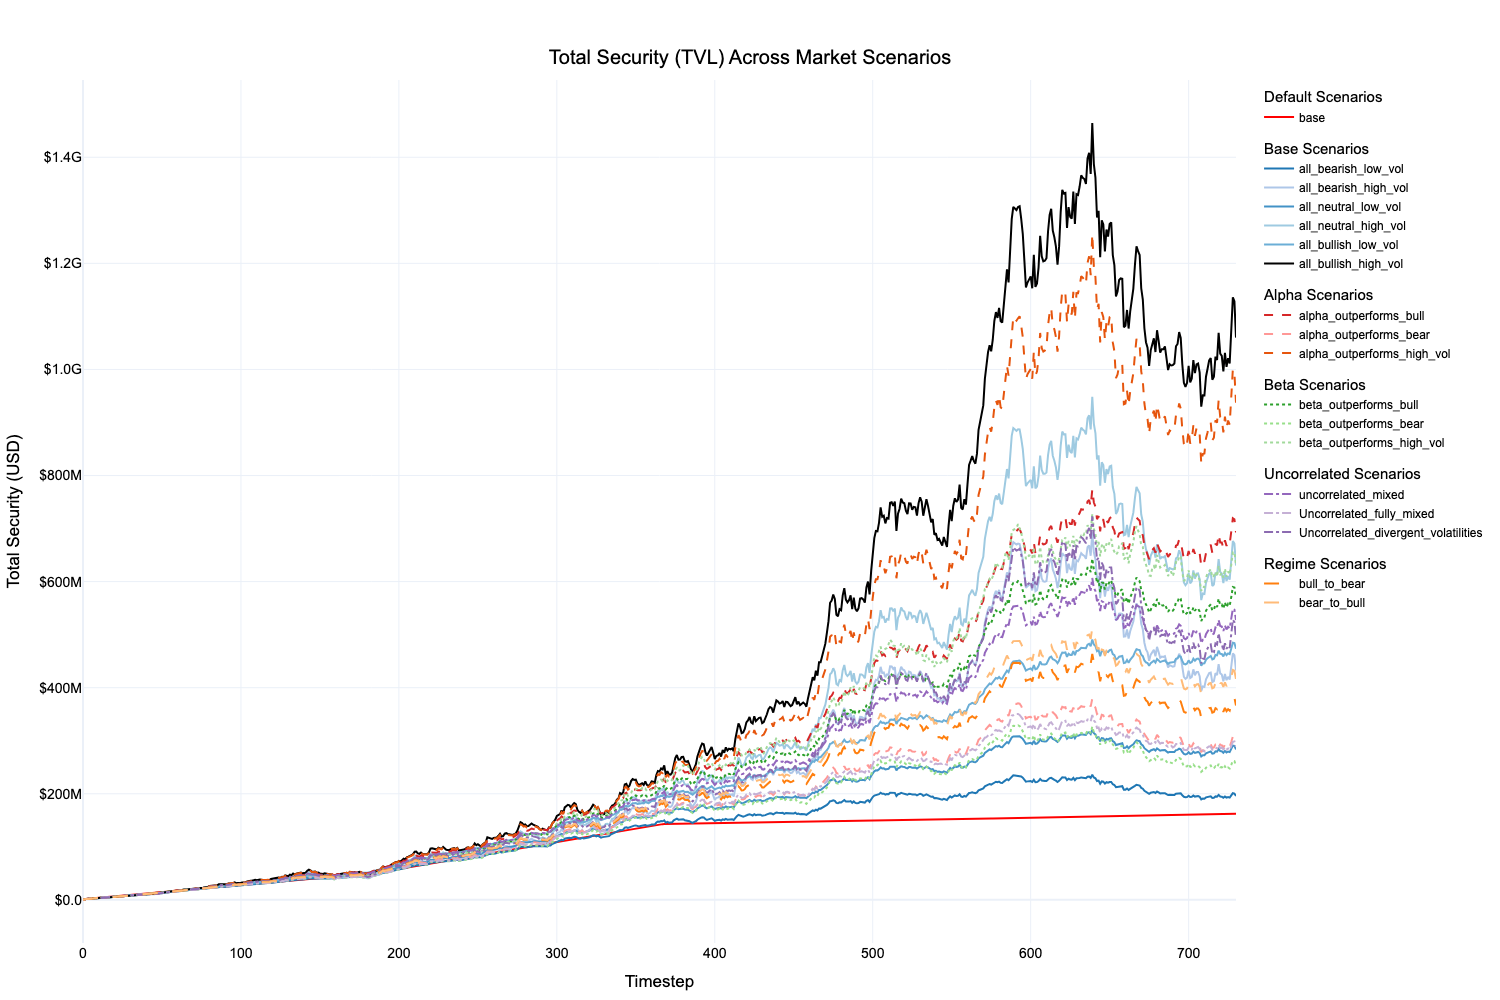 Total Security (TVL) Across Market Scenarios
Total Security (USD)
$1.4G
$1.2G
$1.0G
$800M
$600M
$400M
$200M
$0.0
0
100
200
300
400
500
600
700
Timestep
Default Scenarios
base
Base Scenarios
all_bearish_low_vol
all_bearish_high_vol
all_neutral_low_vol
all_neutral_high_vol
all_bullish_low_vol
all_bullish_high_vol
Alpha Scenarios
alpha_outperforms_bull
alpha_outperforms_bear
alpha_outperforms_high_vol
Beta Scenarios
beta_outperforms_bull
beta_outperforms_bear
beta_outperforms_high_vol
Uncorrelated Scenarios
uncorrelated_mixed
Uncorrelated_fully_mixed
Uncorrelated_divergent_volatilities
Regime Scenarios
bull_to_bear
bear_to_bull